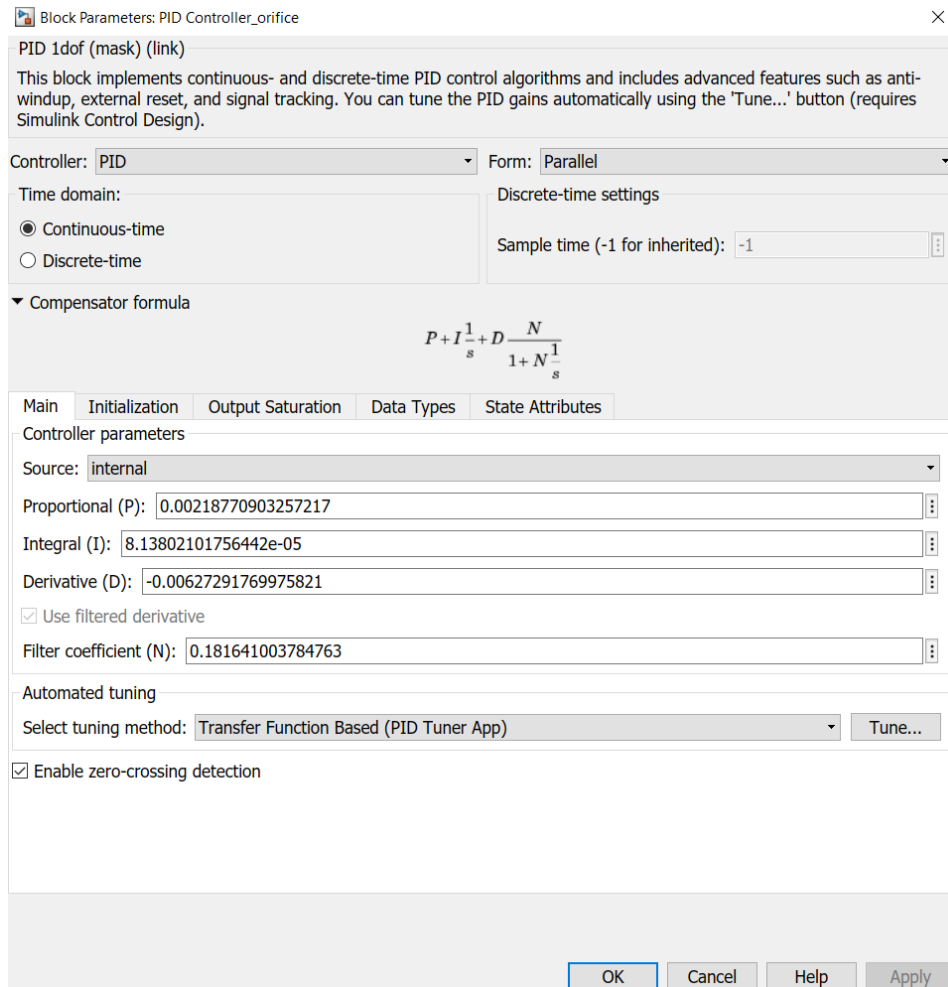 Block Parameters: PID Controller_orifice
PID 1dof (mask) (link)
This block implements continuous- and discrete-time PID control algorithms and includes advanced features such as anti-
windup, external reset, and signal tracking. You can tune the PID gains automatically using the 'Tune...' button (requires
Simulink Control Design).
Controller: PID Form: Parallel
Time domain: Discrete-time settings
Continuous-time
Sample time (-1 for inherited): -1
Discrete-time
Compensator formula
P + I 1/s + D N/(1 + N 1/s)
Main Initialization Output Saturation Data Types State Attributes
Controller parameters
Source: internal
Proportional (P): 0.00218770903257217
Integral (I): 8.13802101756442e-05
Derivative (D): -0.00627291769975821
Use filtered derivative
Filter coefficient (N): 0.181641003784763
Automated tuning
Select tuning method: Transfer Function Based (PID Tuner App) Tune...
Enable zero-crossing detection
OK Cancel Help Apply